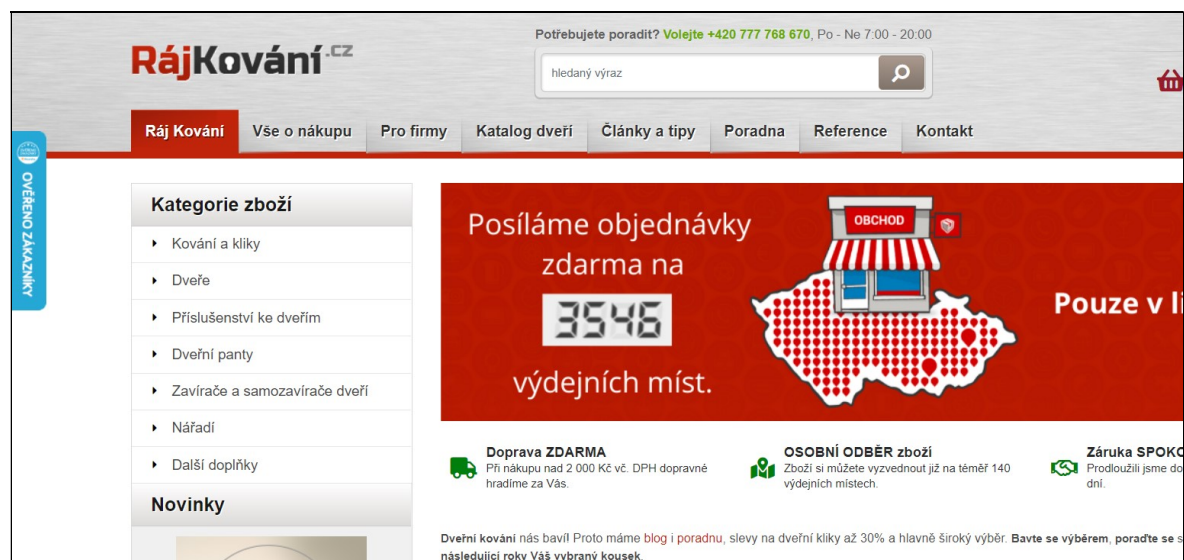 Potřebujete poradit? Volejte +420 777 768 670, Po - Ne 7:00 - 20:00
RájKování.cz
hledaný výraz
Ráj Kování Vše o nákupu Pro firmy Katalog dveří Články a tipy Poradna Reference Kontakt
OVĚŘENO ZÁKAZNÍKY
Kategorie zboží
Kování a kliky
Dveře
Příslušenství ke dveřím
Dveřní panty
Zavírače a samozavírače dveří
Nářadí
Další doplňky
Novinky
Posíláme objednávky
zdarma na
3546
výdejních míst.
OBCHOD
Pouze v
Doprava ZDARMA
Při nákupu nad 2 000 Kč vč. DPH dopravné
hradíme za Vás.
OSOBNÍ ODBĚR zboží
Zboží si můžete vyzvednout již na téměř 140
výdejních místech.
Záruka
Prodloužili jsme do
dní.
Dveřní kování nás baví! Proto máme blog i poradnu, slevy na dveřní kliky až 30% a hlavně široký výběr. Bavte se výběrem, poraďte se s
následující roky Váš vybraný kousek.